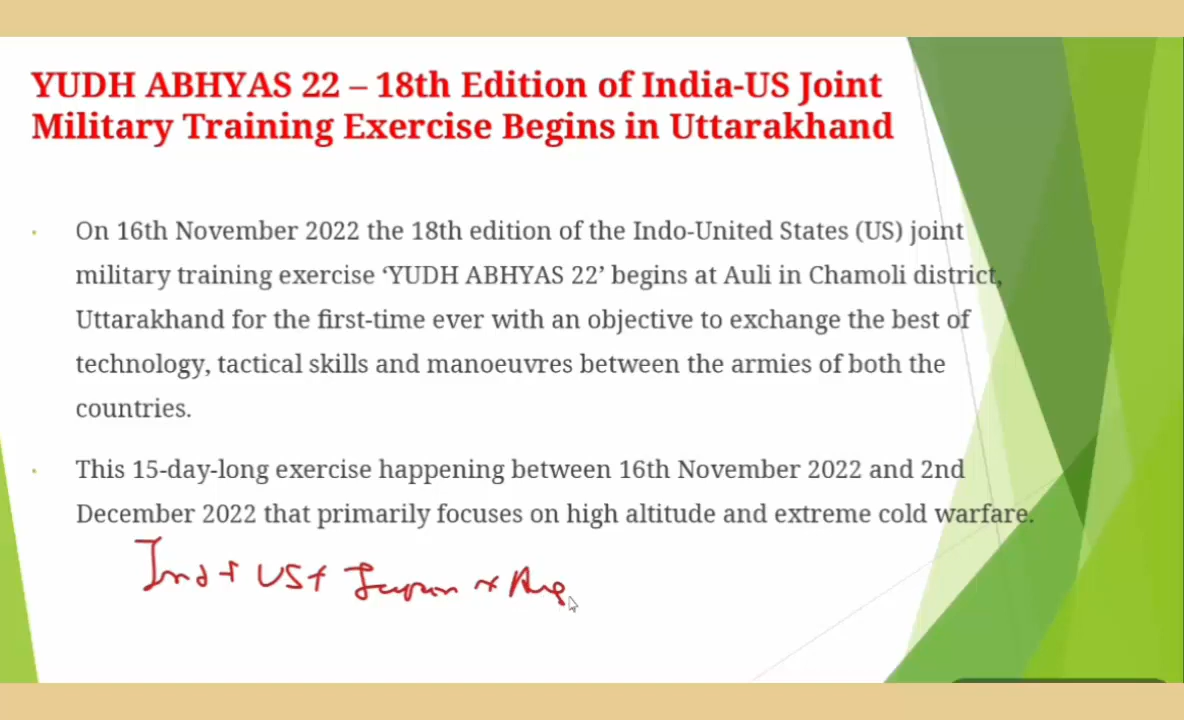 YUDH ABHYAS 22 – 18th Edition of India-US Joint
Military Training Exercise Begins in Uttarakhand
On 16th November 2022 the 18th edition of the Indo-United States (US) joint
military training exercise ‘YUDH ABHYAS 22’ begins at Auli in Chamoli district,
Uttarakhand for the first-time ever with an objective to exchange the best of
technology, tactical skills and manoeuvres between the armies of both the
countries.
This 15-day-long exercise happening between 16th November 2022 and 2nd
December 2022 that primarily focuses on high altitude and extreme cold warfare.
Ind + US + Japan +